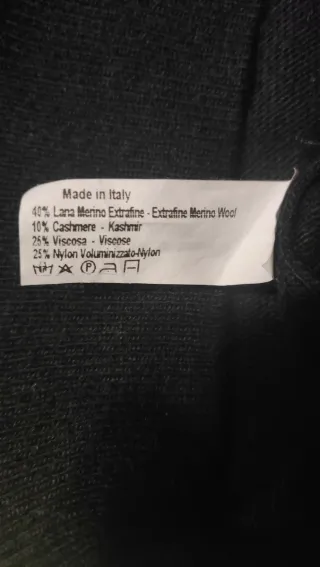 Made in Italy
40% Lana Merino Extrafine - Extrafine Merino Wool
10% Cashmere - Kashmir
25% Viscosa - Viscose
25% Nylon Voluminizzato-Nylon
P